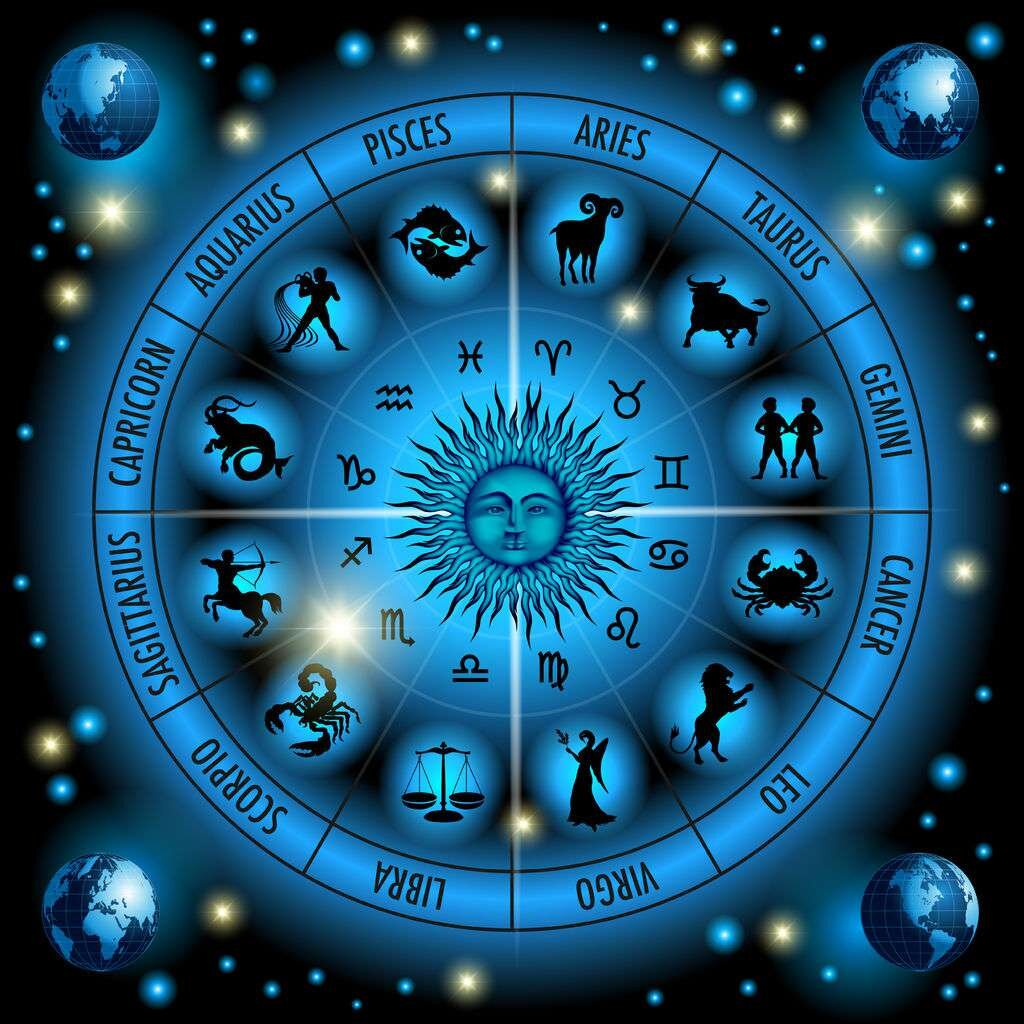 ARIES
TAURUS
GEMINI
CANCER
LEO
VIRGO
LIBRA
SCORPIO
SAGITTARIUS
CAPRICORN
AQUARIUS
PISCES
♈
♉
♊
♋
♌
♍
♎
♏
♐
♑
♒
♓